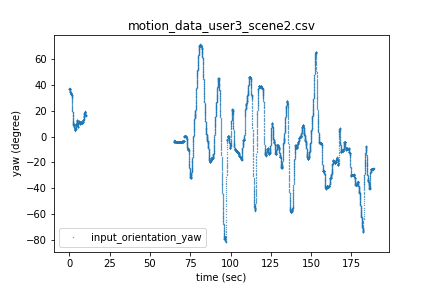 motion_data_user3_scene2.csv
yaw (degree)
60
40
20
0
−20
−40
−60
−80
input_orientation_yaw
0 25 50 75 100 125 150 175
time (sec)